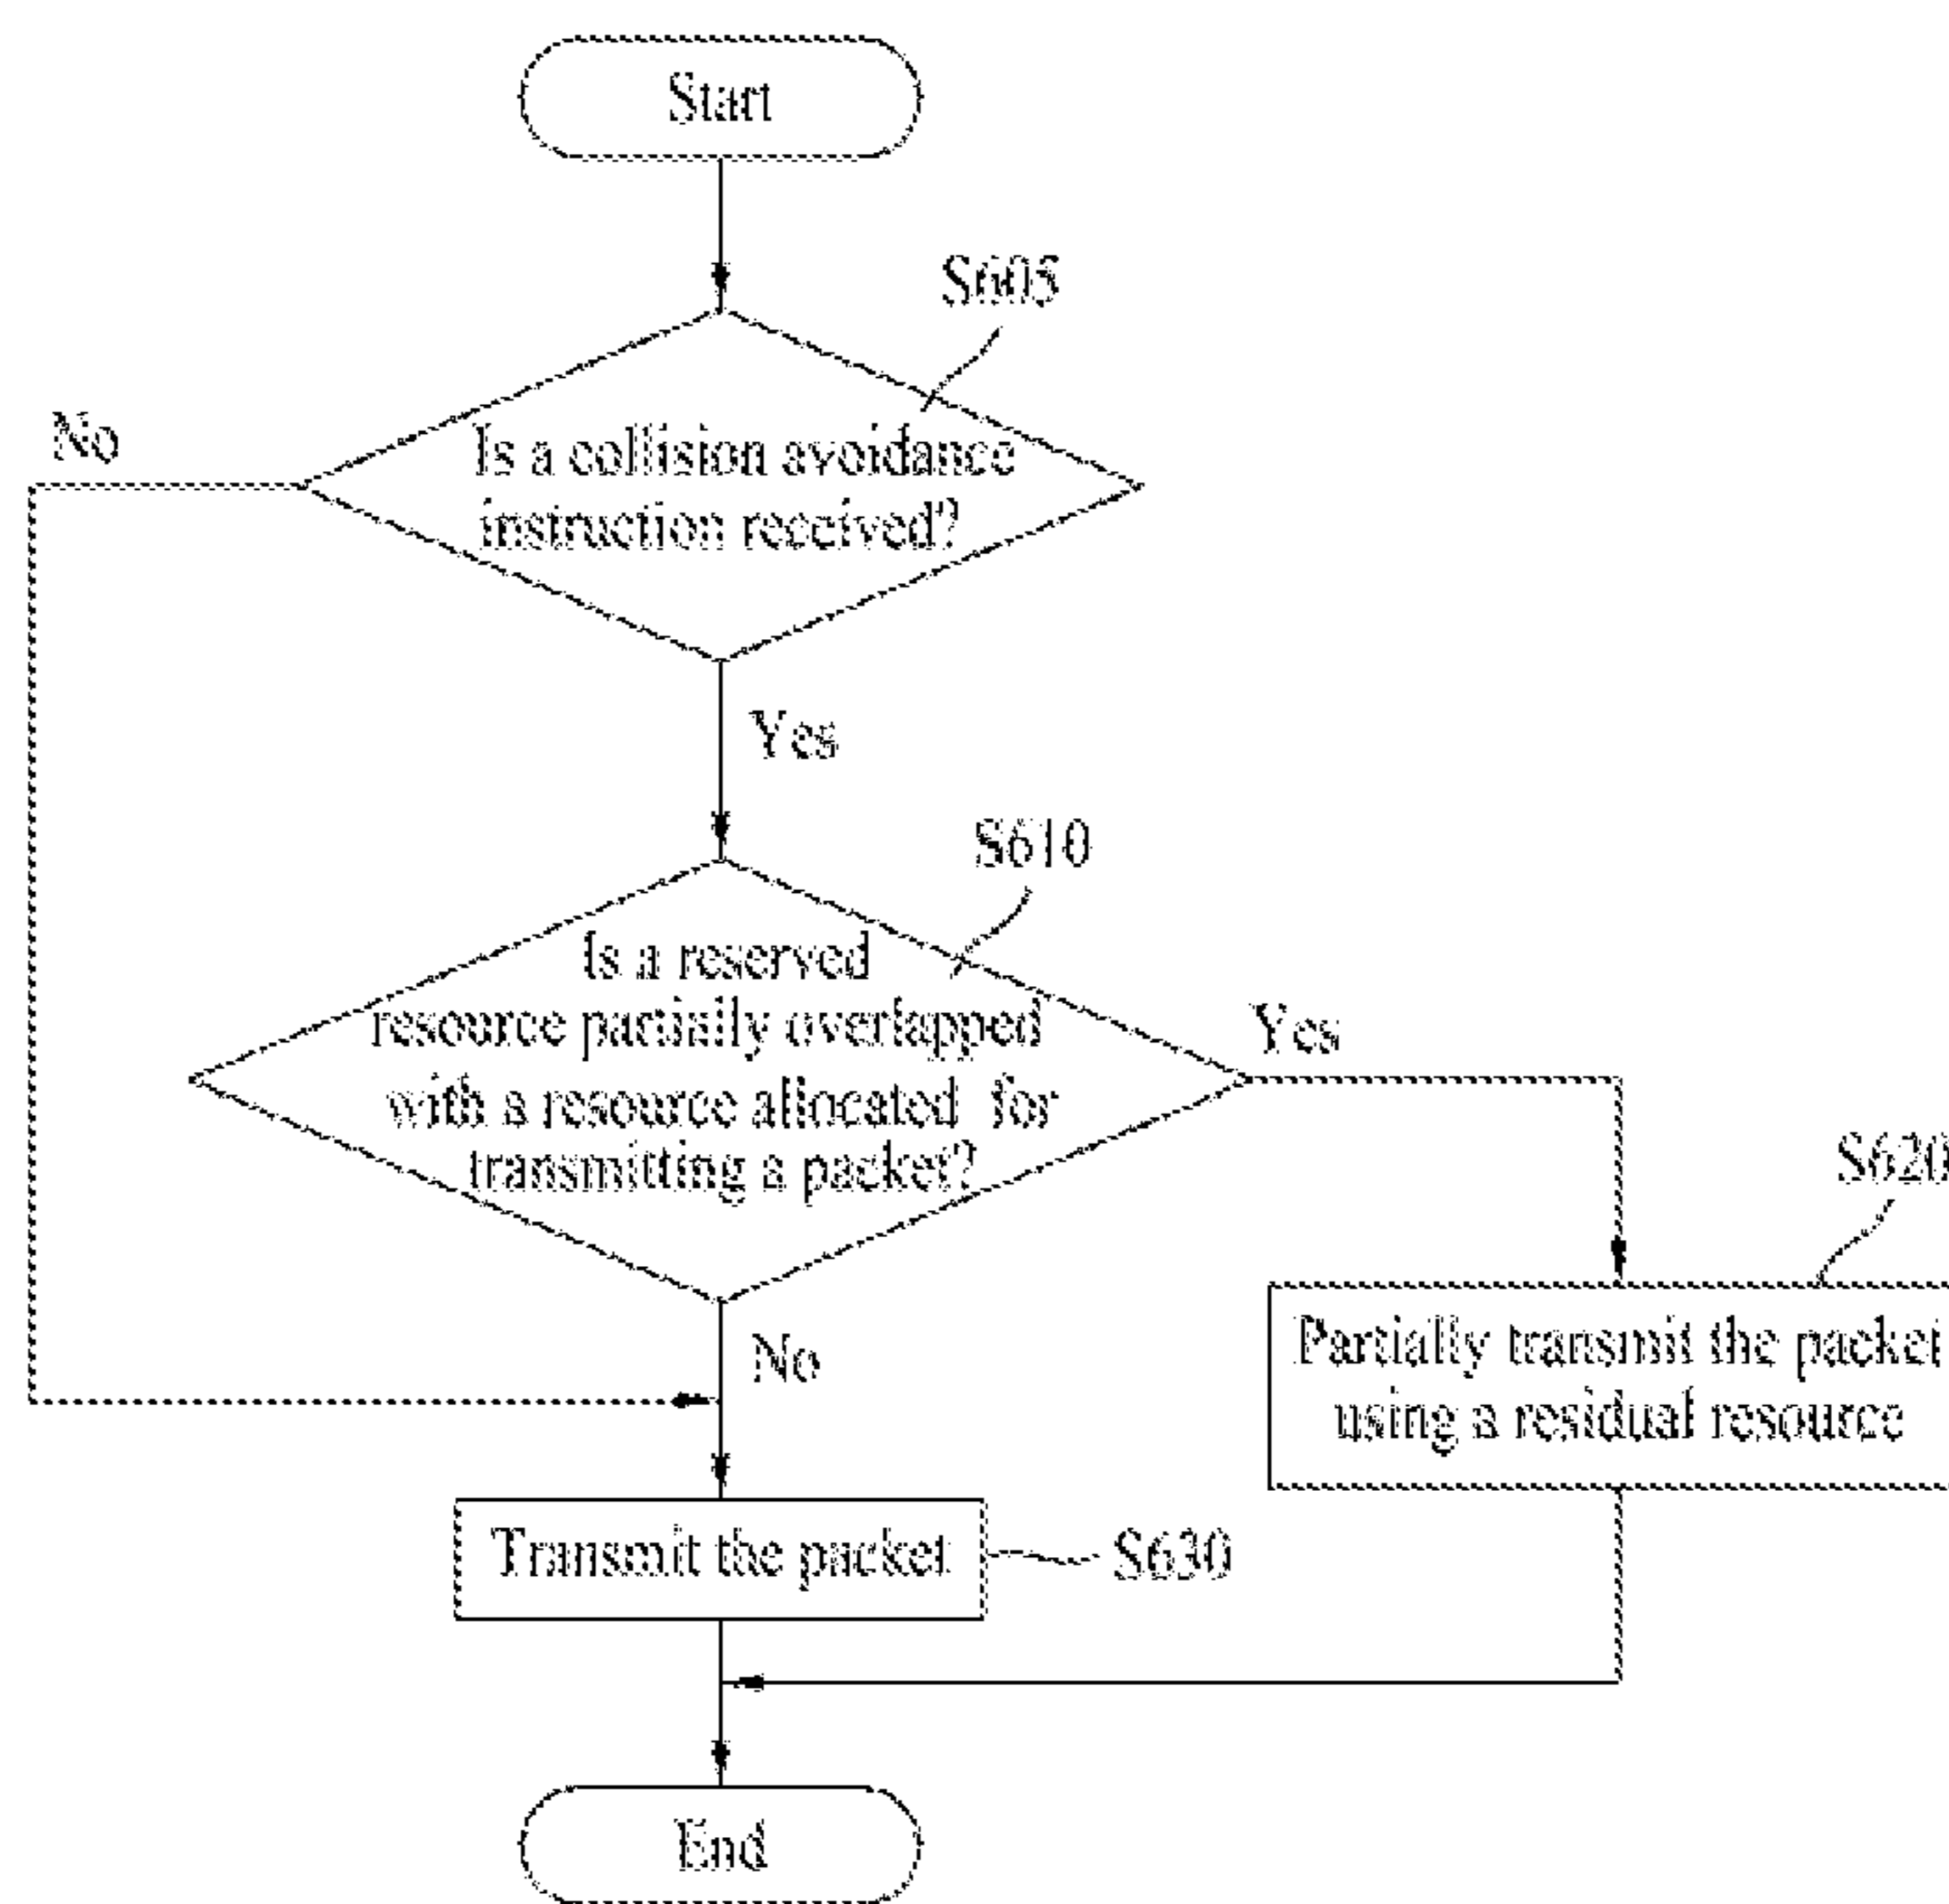 Start
S605
No
Is a collision avoidance
instruction received?
Yes
S610
Is a reserved
resource partially overlapped
with a resource allocated for
transmitting a packet?
Yes
S620
Partially transmit the packet
using a residual resource
No
Transmit the packet
S630
End